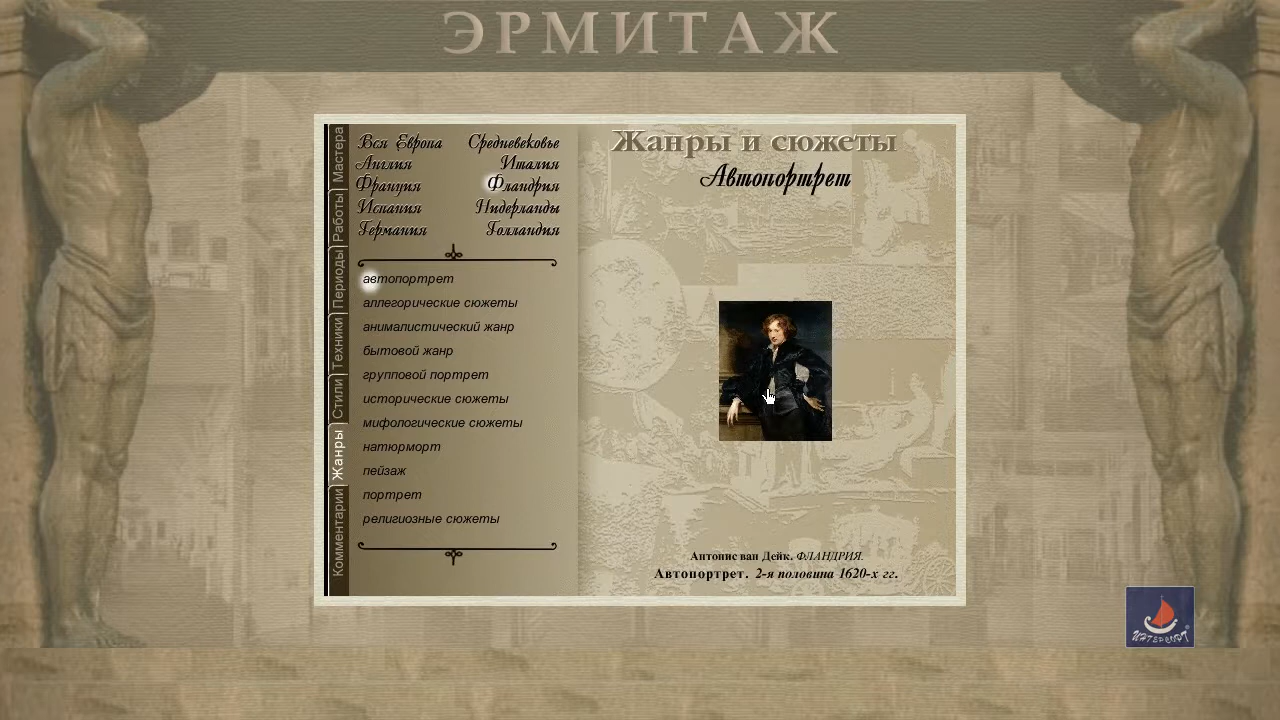 ЭРМИТАЖ
Мастера
Работы
Периоды
Техники
Стили
Жанры
Комментарии
Вся Европа Средневековье
Англия Италия
Франция Фландрия
Испания Нидерланды
Германия Голландия
автопортрет
аллегорические сюжеты
анималистический жанр
бытовой жанр
групповой портрет
исторические сюжеты
мифологические сюжеты
натюрморт
пейзаж
портрет
религиозные сюжеты
Жанры и сюжеты
Автопортрет
Антонис ван Дейк. ФЛАНДРИЯ.
Автопортрет. 2-я половина 1620-х гг.
ИНТЕРСОФТ